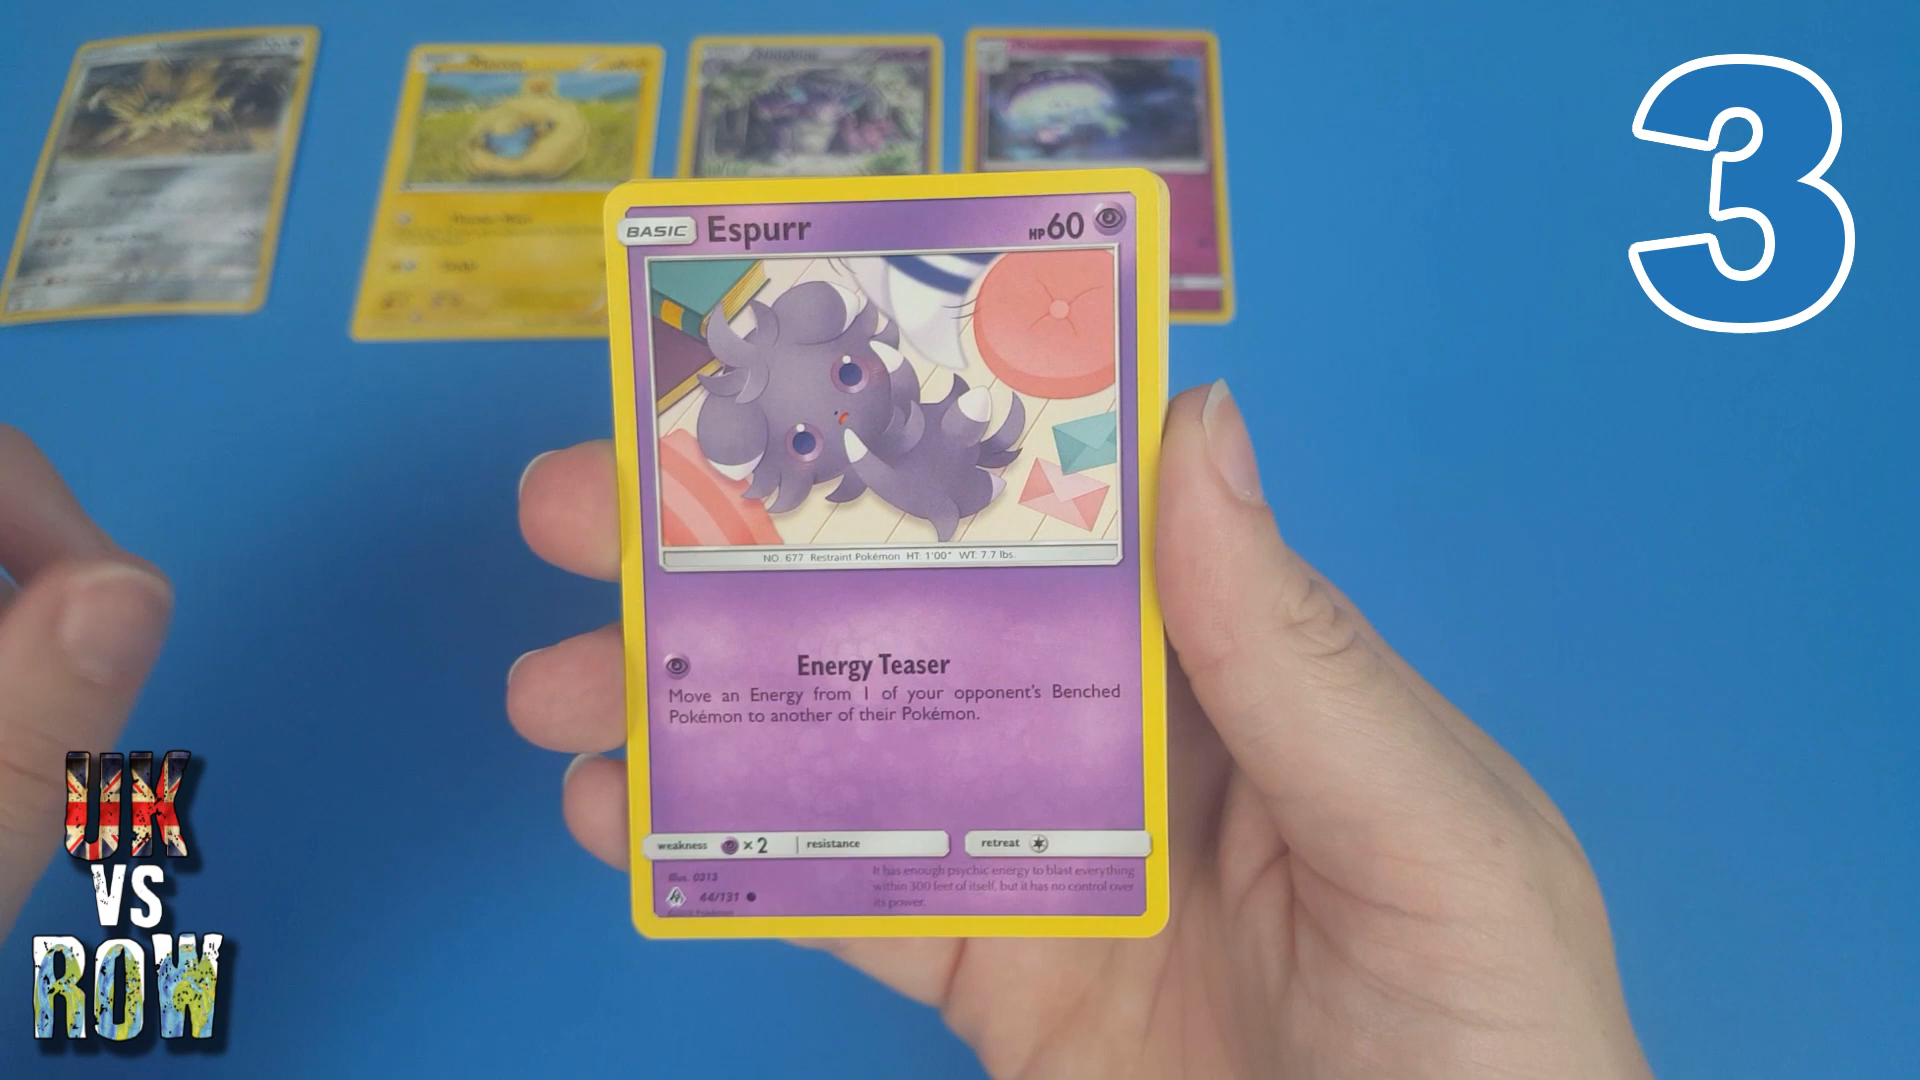 3
BASIC Espurr HP 60
NO. 677 Restraint Pokémon HT: 1'00" WT: 7.7 lbs.
Energy Teaser
Move an Energy from 1 of your opponent's Benched
Pokémon to another of their Pokémon.
weakness ×2 resistance retreat
Illus. 0313
44/131
It has enough psychic energy to blast everything
within 300 feet of itself, but it has no control over
its power.
UK
VS
ROW